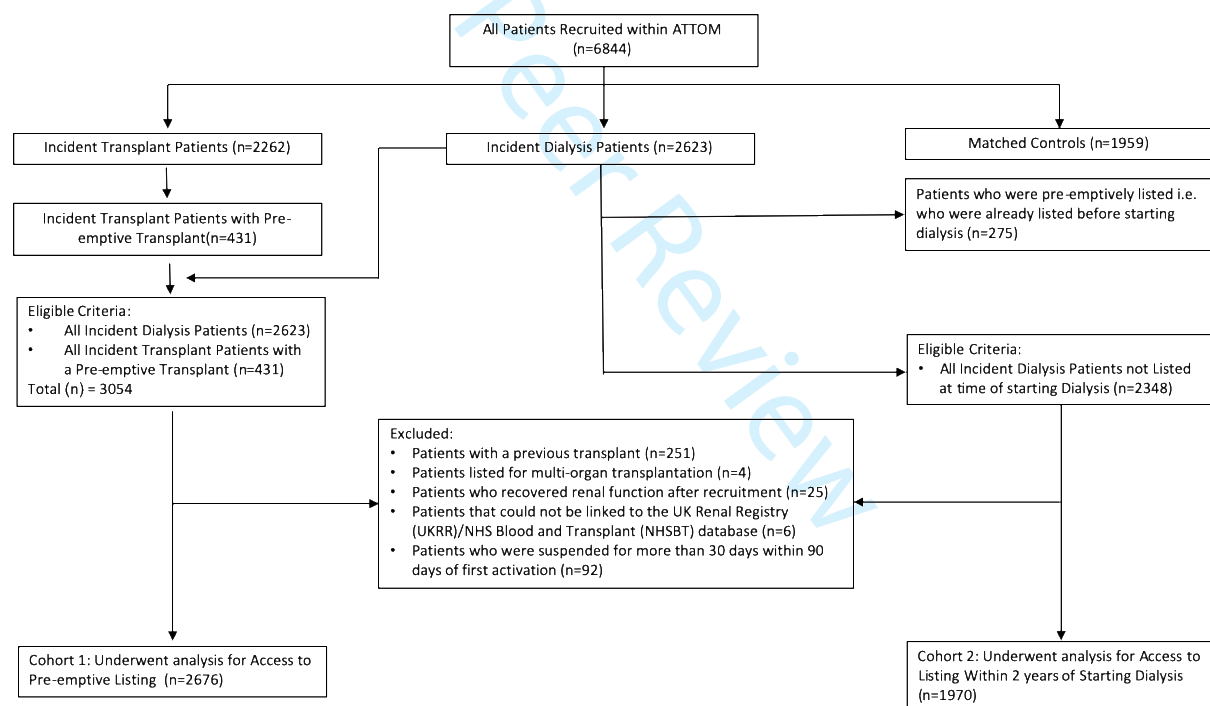 All Patients Recruited within ATTOM
(n=6844)
Incident Transplant Patients (n=2262)
Incident Dialysis Patients (n=2623)
Matched Controls (n=1959)
Incident Transplant Patients with Pre-
emptive Transplant(n=431)
Patients who were pre-emptively listed i.e.
who were already listed before starting
dialysis (n=275)
Eligible Criteria:
• All Incident Dialysis Patients (n=2623)
• All Incident Transplant Patients with
a Pre-emptive Transplant (n=431)
Total (n) = 3054
Eligible Criteria:
• All Incident Dialysis Patients not Listed
at time of starting Dialysis (n=2348)
Excluded:
• Patients with a previous transplant (n=251)
• Patients listed for multi-organ transplantation (n=4)
• Patients who recovered renal function after recruitment (n=25)
• Patients that could not be linked to the UK Renal Registry
(UKRR)/NHS Blood and Transplant (NHSBT) database (n=6)
• Patients who were suspended for more than 30 days within 90
days of first activation (n=92)
Cohort 1: Underwent analysis for Access to
Pre-emptive Listing (n=2676)
Cohort 2: Underwent analysis for Access to
Listing Within 2 years of Starting Dialysis
(n=1970)
Peer Review